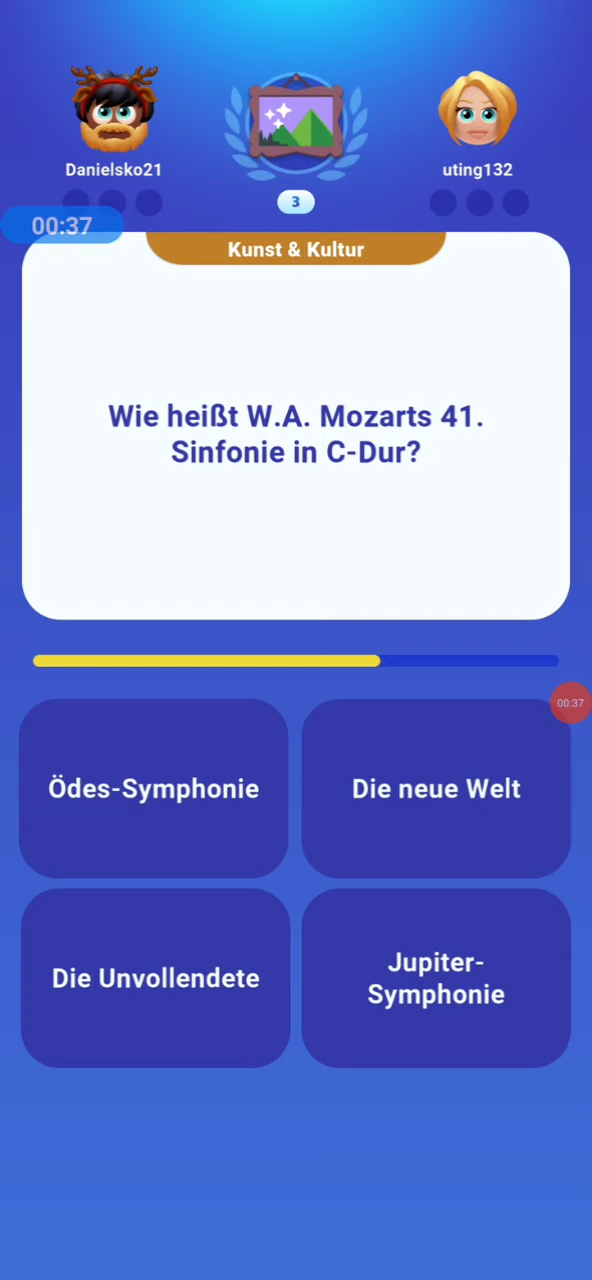 Danielsko21
uting132
3
00:37
Kunst & Kultur
Wie heißt W.A. Mozarts 41.
Sinfonie in C-Dur?
00:37
Ödes-Symphonie
Die neue Welt
Die Unvollendete
Jupiter-
Symphonie